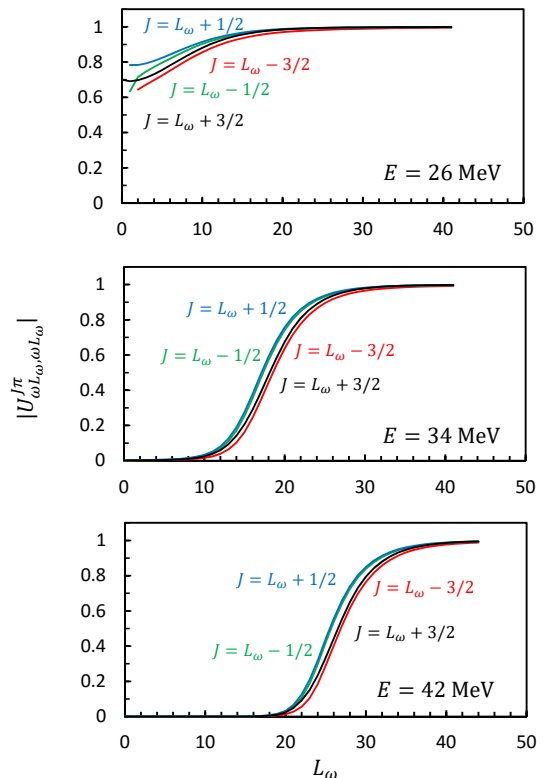 1
0.8
0.6
0.4
0.2
0
0 10 20 30 40 50
J = L_ω + 1/2
J = L_ω − 3/2
J = L_ω − 1/2
J = L_ω + 3/2
E = 26 MeV
|U^{Jπ}_{ωL_ω,ωL_ω}|
1
0.8
0.6
0.4
0.2
0
0 10 20 30 40 50
J = L_ω + 1/2
J = L_ω − 1/2
J = L_ω − 3/2
J = L_ω + 3/2
E = 34 MeV
1
0.8
0.6
0.4
0.2
0
0 10 20 30 40 50
J = L_ω + 1/2
J = L_ω − 3/2
J = L_ω + 3/2
J = L_ω − 1/2
E = 42 MeV
L_ω